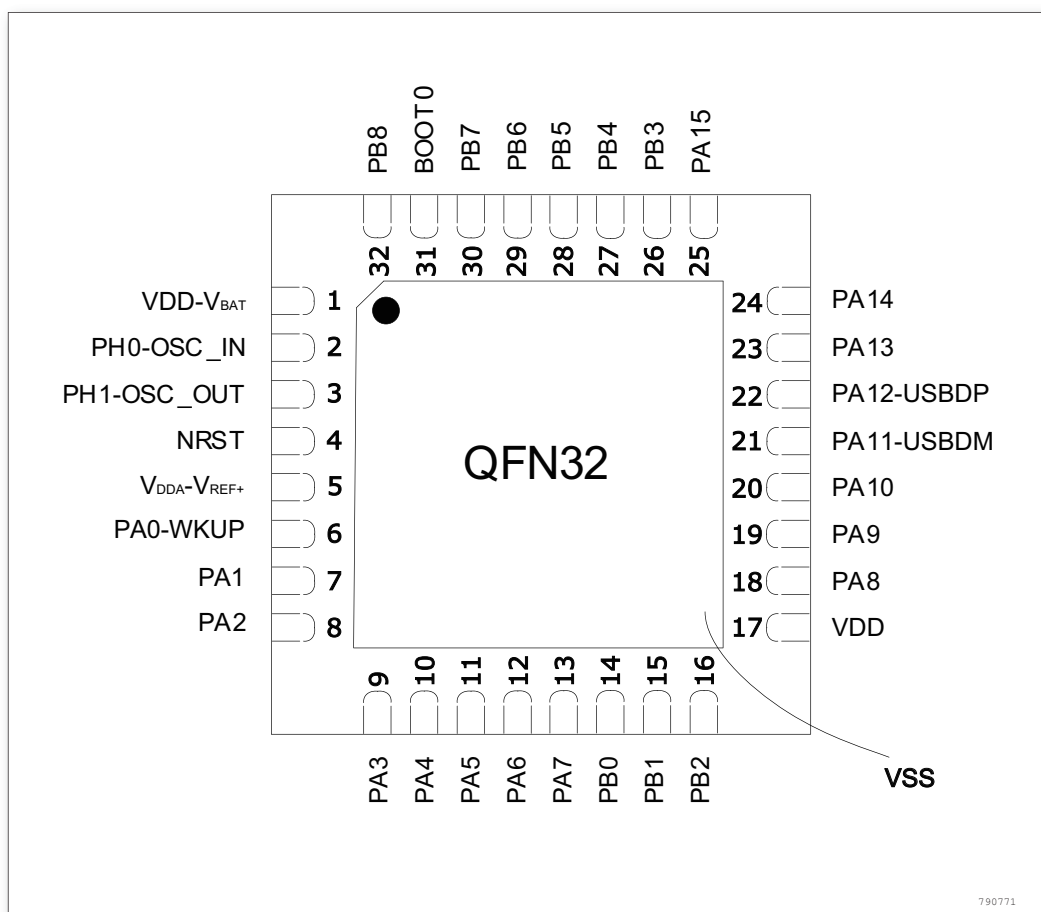 PB8
BOOT0
PB7
PB6
PB5
PB4
PB3
PA15
32
31
30
29
28
27
26
25
VDD-VBAT 1
PH0-OSC_IN 2
PH1-OSC_OUT 3
NRST 4
VDDA-VREF+ 5
PA0-WKUP 6
PA1 7
PA2 8
QFN32
24 PA14
23 PA13
22 PA12-USBDP
21 PA11-USBDM
20 PA10
19 PA9
18 PA8
17 VDD
9
10
11
12
13
14
15
16
PA3
PA4
PA5
PA6
PA7
PB0
PB1
PB2
VSS
790771